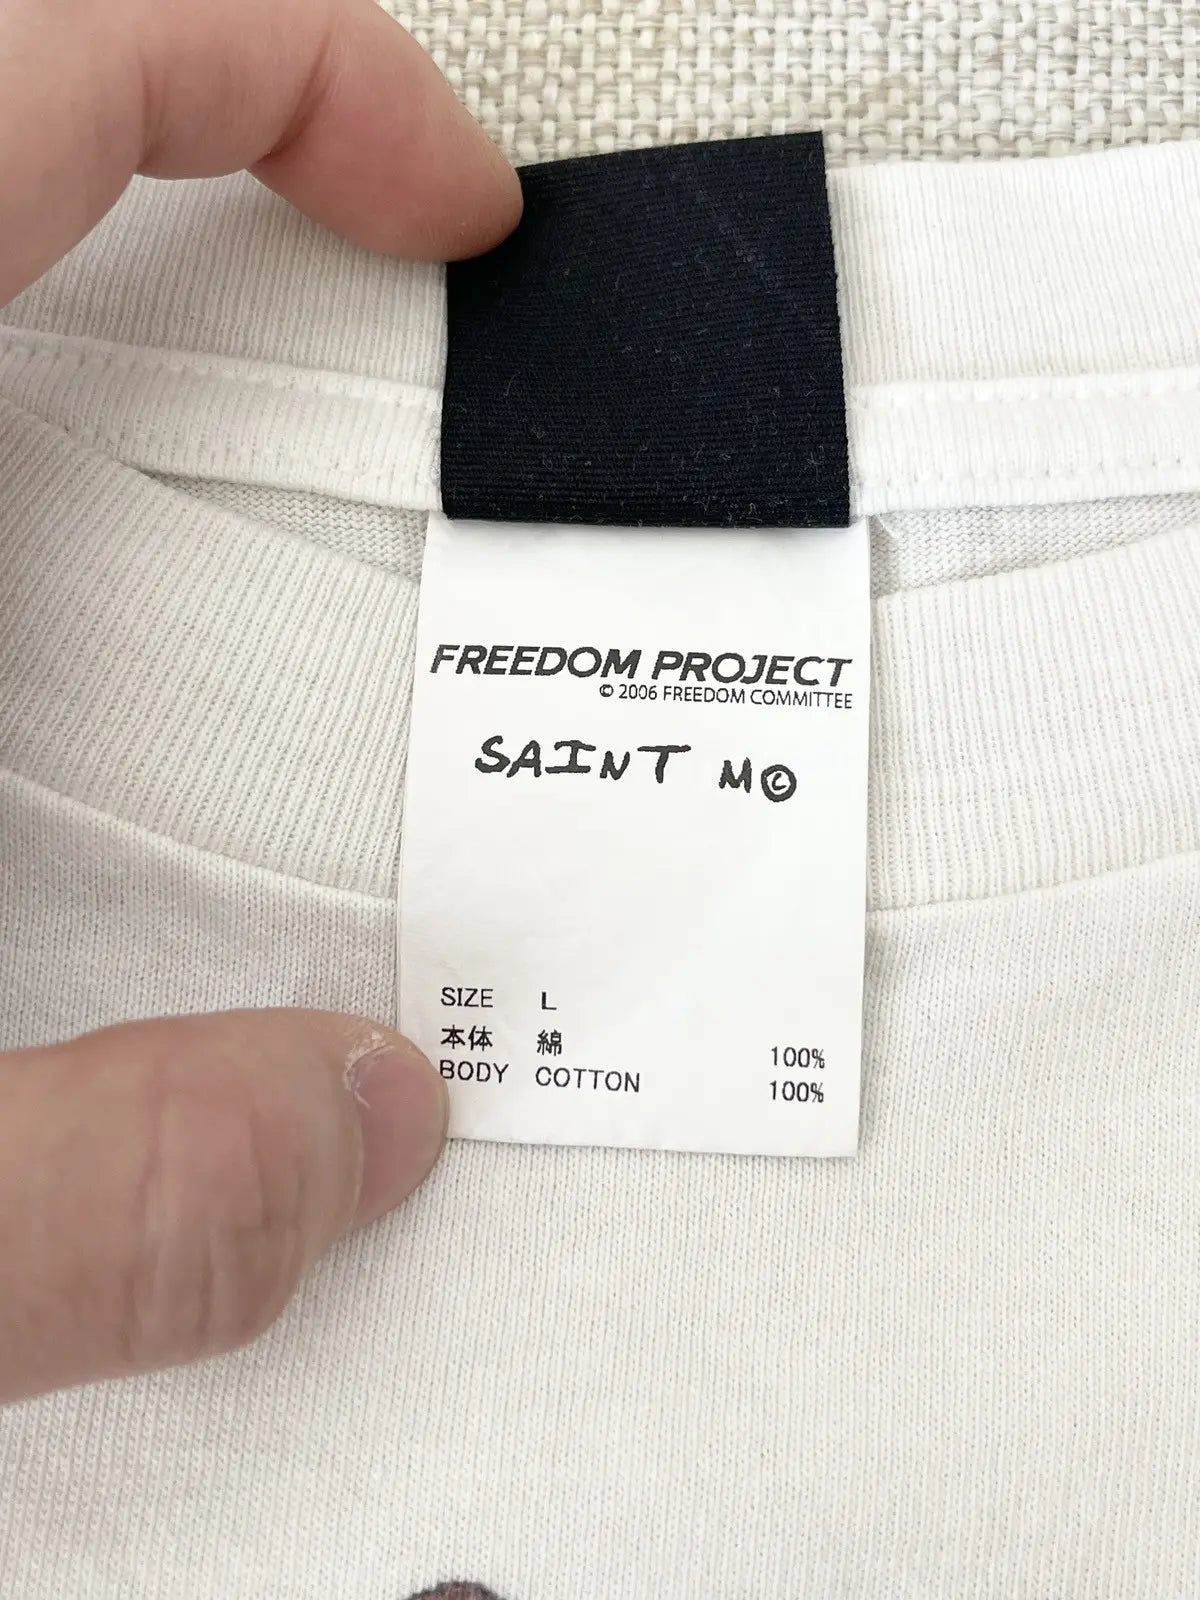 FREEDOM PROJECT
© 2006 FREEDOM COMMITTEE
SAINT M©
SIZE L
本体 綿 100%
BODY COTTON 100%